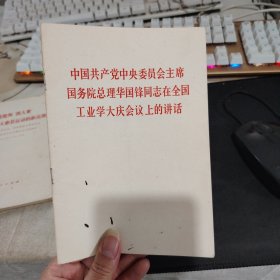 中国共产党中央委员会主席
国务院总理华国锋同志在全国
工业学大庆会议上的讲话